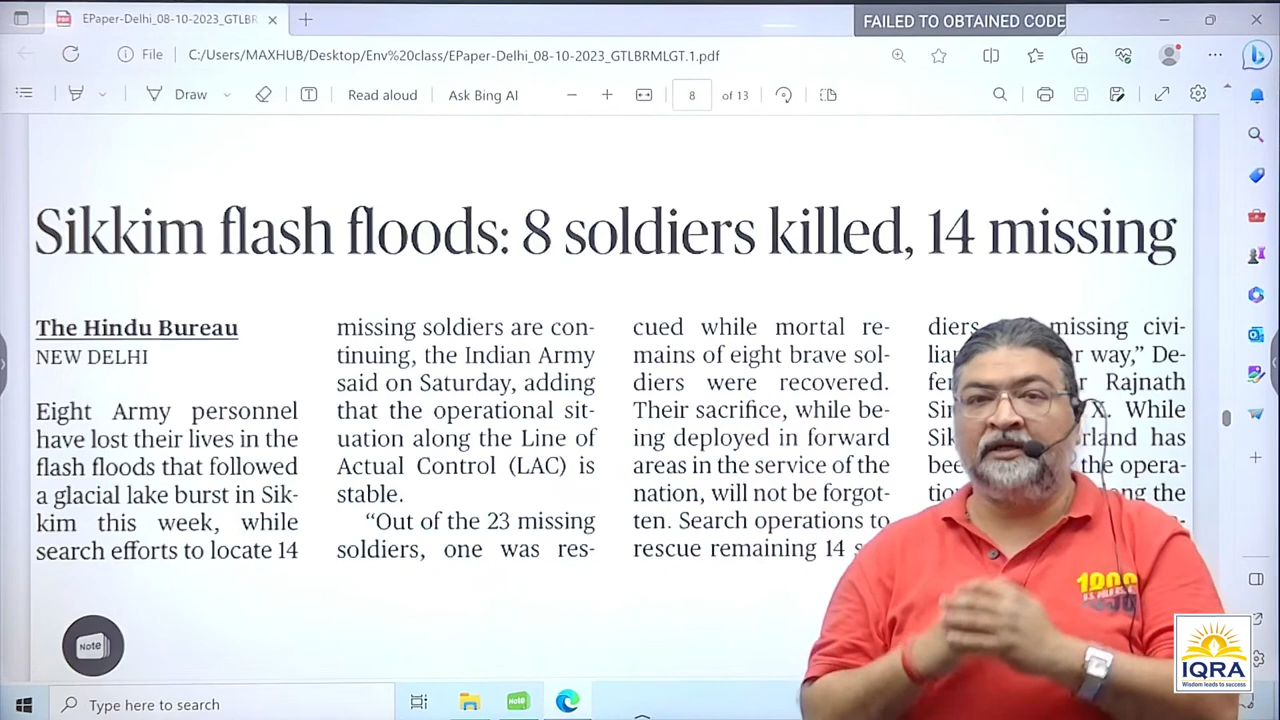 EPaper-Delhi_08-10-2023_GTLBR
FAILED TO OBTAINED CODE
File
C:/Users/MAXHUB/Desktop/Env%20class/EPaper-Delhi_08-10-2023_GTLBRMLGT.1.pdf
Draw
Read aloud
Ask Bing AI
8
of 13
Sikkim flash floods: 8 soldiers killed, 14 missing
The Hindu Bureau
NEW DELHI
Eight Army personnel
have lost their lives in the
flash floods that followed
a glacial lake burst in Sik-
kim this week, while
search efforts to locate 14
missing soldiers are con-
tinuing, the Indian Army
said on Saturday, adding
that the operational sit-
uation along the Line of
Actual Control (LAC) is
stable.
“Out of the 23 missing
soldiers, one was res-
cued while mortal re-
mains of eight brave sol-
diers were recovered.
Their sacrifice, while be-
ing deployed in forward
areas in the service of the
nation, will not be forgot-
ten. Search operations to
rescue remaining 14
diers missing civi-
way,” De-
Rajnath
X. While
has
the opera-
the
Note
1000
IQRA
Wisdom leads to success
Type here to search
Note